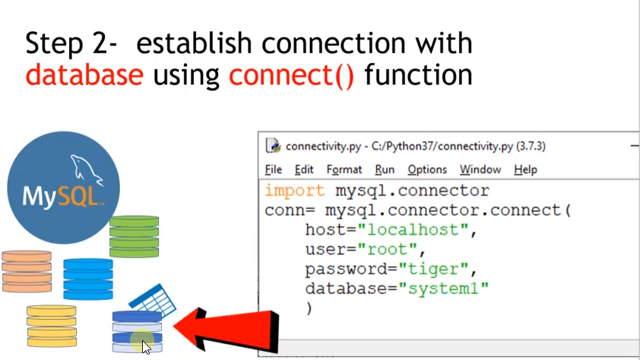 Step 2-  establish connection with
database using connect() function
MySQL
TM
connectivity.py - C:/Python37/connectivity.py (3.7.3)
File Edit Format Run Options Window Help
import mysql.connector
conn= mysql.connector.connect(
host="localhost",
user="root",
password="tiger",
database="system1"
)